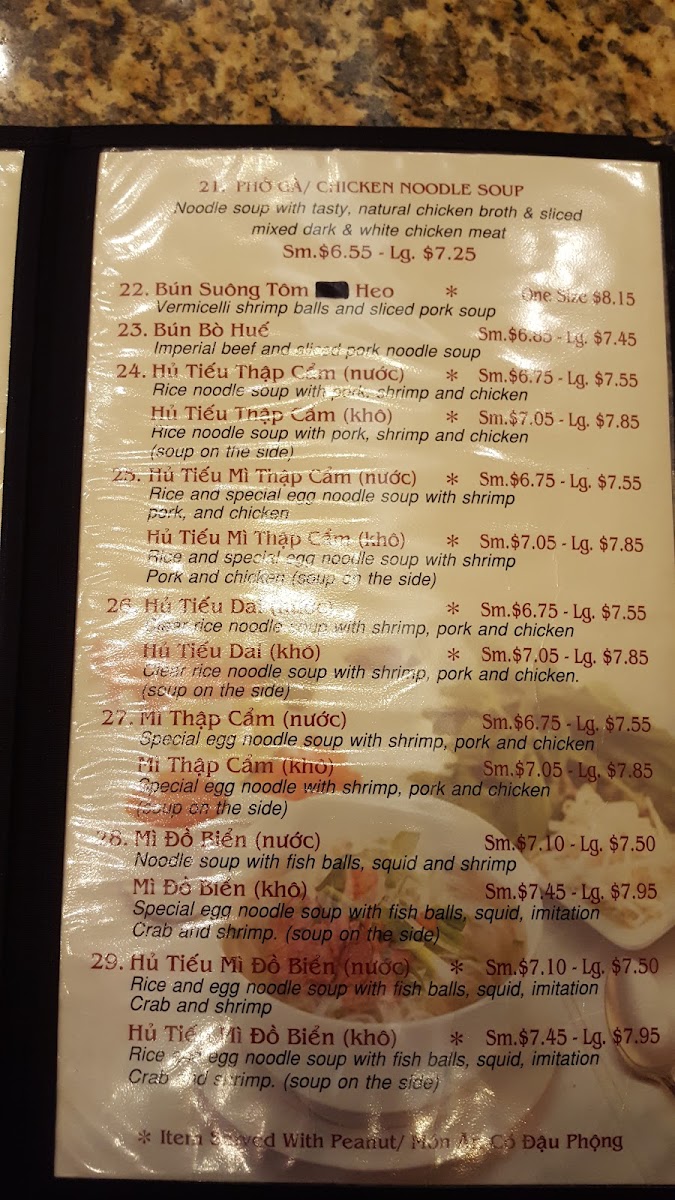 21. PHỞ GÀ/ CHICKEN NOODLE SOUP
Noodle soup with tasty, natural chicken broth & sliced
mixed dark & white chicken meat
Sm.$6.55 - Lg. $7.25
22. Bún Suông Tôm Heo * One Size $8.15
Vermicelli shrimp balls and sliced pork soup
23. Bún Bò Huế Sm.$6.85 - Lg. $7.45
Imperial beef and sliced pork noodle soup
24. Hủ Tiếu Thập Cẩm (nước) * Sm.$6.75 - Lg. $7.55
Rice noodle soup with pork, shrimp and chicken
Hủ Tiếu Thập Cẩm (khô) * Sm.$7.05 - Lg. $7.85
Rice noodle soup with pork, shrimp and chicken
(soup on the side)
25. Hủ Tiếu Mì Thập Cẩm (nước) * Sm.$6.75 - Lg. $7.55
Rice and special egg noodle soup with shrimp
pork, and chicken
Hủ Tiếu Mì Thập Cẩm (khô) * Sm.$7.05 - Lg. $7.85
Rice and special egg noodle soup with shrimp
Pork and chicken (soup on the side)
26. Hủ Tiếu Dai (nước) * Sm.$6.75 - Lg. $7.55
Clear rice noodle soup with shrimp, pork and chicken
Hủ Tiếu Dai (khô) * Sm.$7.05 - Lg. $7.85
Clear rice noodle soup with shrimp, pork and chicken.
(soup on the side)
27. Mì Thập Cẩm (nước) Sm.$6.75 - Lg. $7.55
Special egg noodle soup with shrimp, pork and chicken
Mì Thập Cẩm (khô) Sm.$7.05 - Lg. $7.85
Special egg noodle with shrimp, pork and chicken
(soup on the side)
28. Mì Đồ Biển (nước) Sm.$7.10 - Lg. $7.50
Noodle soup with fish balls, squid and shrimp
Mì Đồ Biển (khô) Sm.$7.45 - Lg. $7.95
Special egg noodle soup with fish balls, squid, imitation
Crab and shrimp. (soup on the side)
29. Hủ Tiếu Mì Đồ Biển (nước) * Sm.$7.10 - Lg. $7.50
Rice and egg noodle soup with fish balls, squid, imitation
Crab and shrimp
Hủ Tiếu Mì Đồ Biển (khô) * Sm.$7.45 - Lg. $7.95
Rice and egg noodle soup with fish balls, squid, imitation
Crab and shrimp. (soup on the side)
* Item Served With Peanut/ Món Ăn Có Đậu Phộng